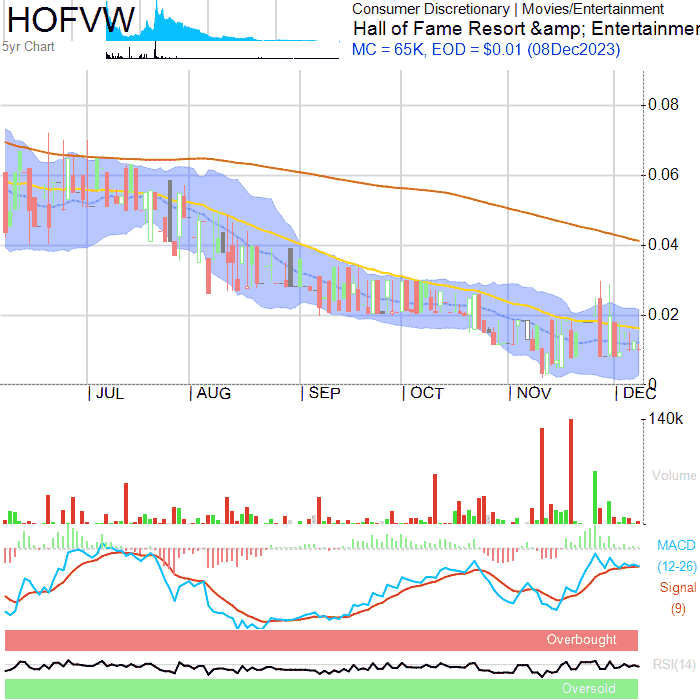 HOFVW
5yr Chart
Consumer Discretionary | Movies/Entertainment
Hall of Fame Resort &amp; Entertainmen
MC = 65K, EOD = $0.01 (08Dec2023)
0.08
0.06
0.04
0.02
0
JUL
AUG
SEP
OCT
NOV
DEC
140k
Volume
MACD
(12-26)
Signal
(9)
Overbought
RSI(14)
Oversold